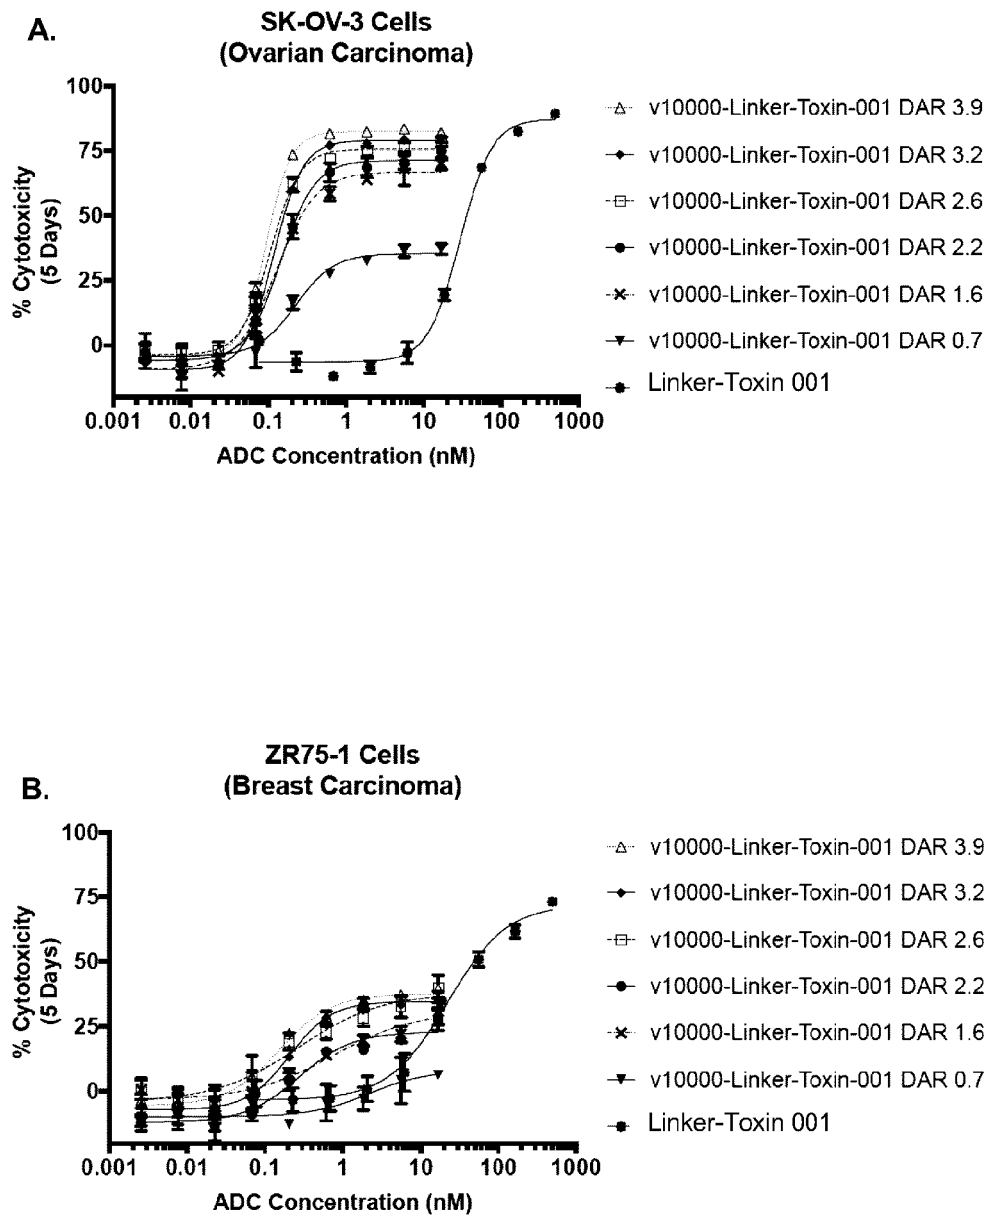 A.
SK-OV-3 Cells
(Ovarian Carcinoma)
100
75
50
25
0
% Cytotoxicity
(5 Days)
0.001 0.01 0.1 1 10 100 1000
ADC Concentration (nM)
v10000-Linker-Toxin-001 DAR 3.9
v10000-Linker-Toxin-001 DAR 3.2
v10000-Linker-Toxin-001 DAR 2.6
v10000-Linker-Toxin-001 DAR 2.2
v10000-Linker-Toxin-001 DAR 1.6
v10000-Linker-Toxin-001 DAR 0.7
Linker-Toxin 001
B.
ZR75-1 Cells
(Breast Carcinoma)
100
75
50
25
0
% Cytotoxicity
(5 Days)
0.001 0.01 0.1 1 10 100 1000
ADC Concentration (nM)
v10000-Linker-Toxin-001 DAR 3.9
v10000-Linker-Toxin-001 DAR 3.2
v10000-Linker-Toxin-001 DAR 2.6
v10000-Linker-Toxin-001 DAR 2.2
v10000-Linker-Toxin-001 DAR 1.6
v10000-Linker-Toxin-001 DAR 0.7
Linker-Toxin 001